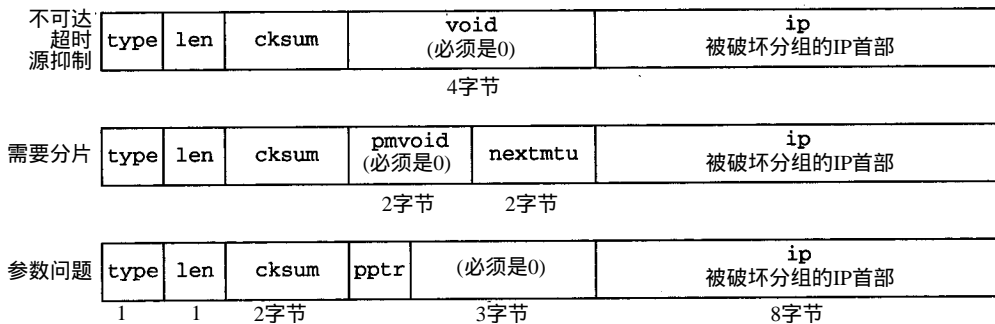 不可达
超时
源抑制
type len cksum void ip
(必须是0) 被破坏分组的IP首部
4字节
需要分片 type len cksum pmvoid nextmtu ip
(必须是0) 被破坏分组的IP首部
2字节 2字节
参数问题 type len cksum pptr (必须是0) ip
被破坏分组的IP首部
1 1 2字节 3字节 8字节